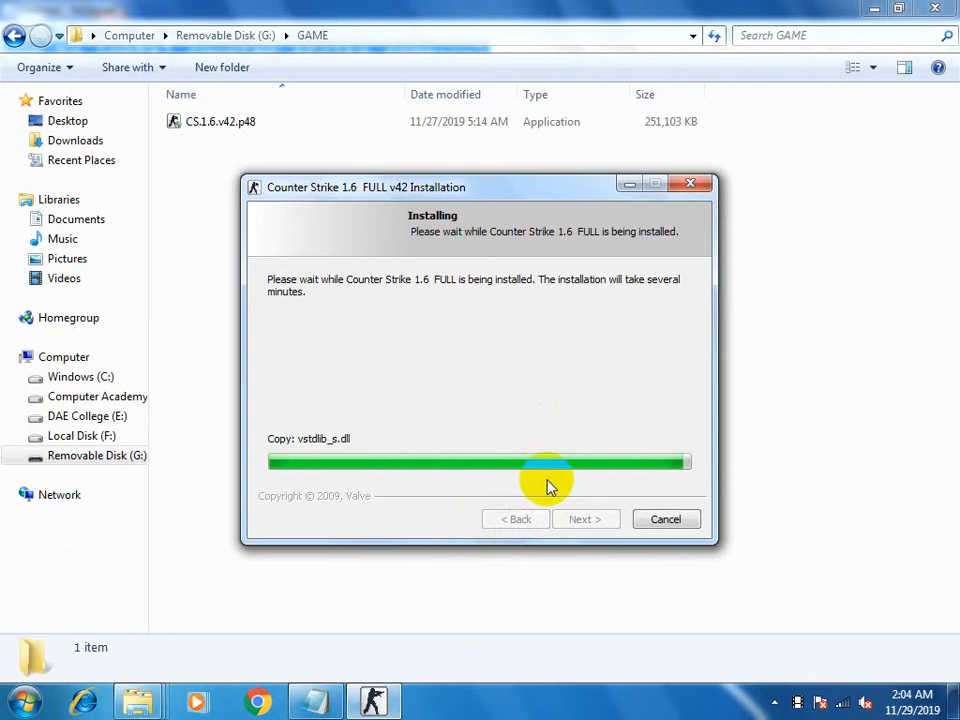 Computer Removable Disk (G:) GAME
Search GAME
Organize Share with New folder
Name Date modified Type Size
CS.1.6.v42.p48 11/27/2019 5:14 AM Application 251,103 KB
Favorites
Desktop
Downloads
Recent Places
Libraries
Documents
Music
Pictures
Videos
Homegroup
Computer
Windows (C:)
Computer Academy
DAE College (E:)
Local Disk (F:)
Removable Disk (G:)
Network
Counter Strike 1.6 FULL v42 Installation
Installing
Please wait while Counter Strike 1.6 FULL is being installed.
Please wait while Counter Strike 1.6 FULL is being installed. The installation will take several
minutes.
Copy: vstdlib_s.dll
Copyright © 2009, Valve
< Back Next > Cancel
1 item
2:04 AM
11/29/2019